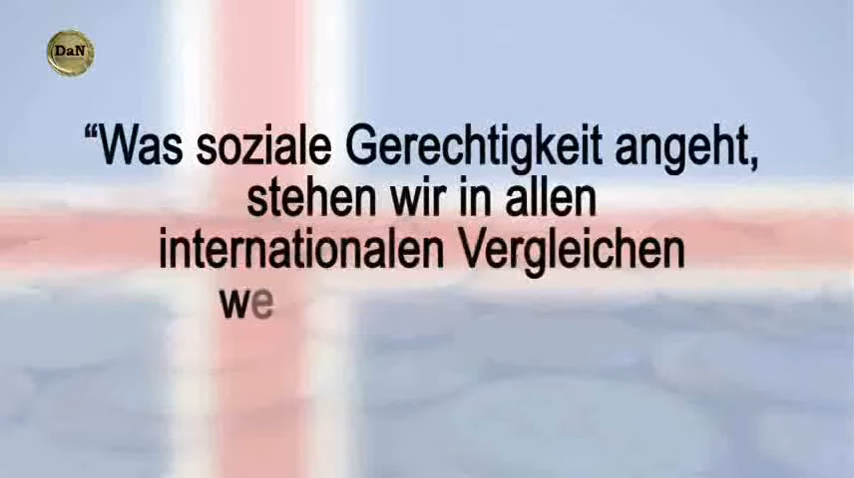 DaN
“Was soziale Gerechtigkeit angeht,
stehen wir in allen
internationalen Vergleichen
we